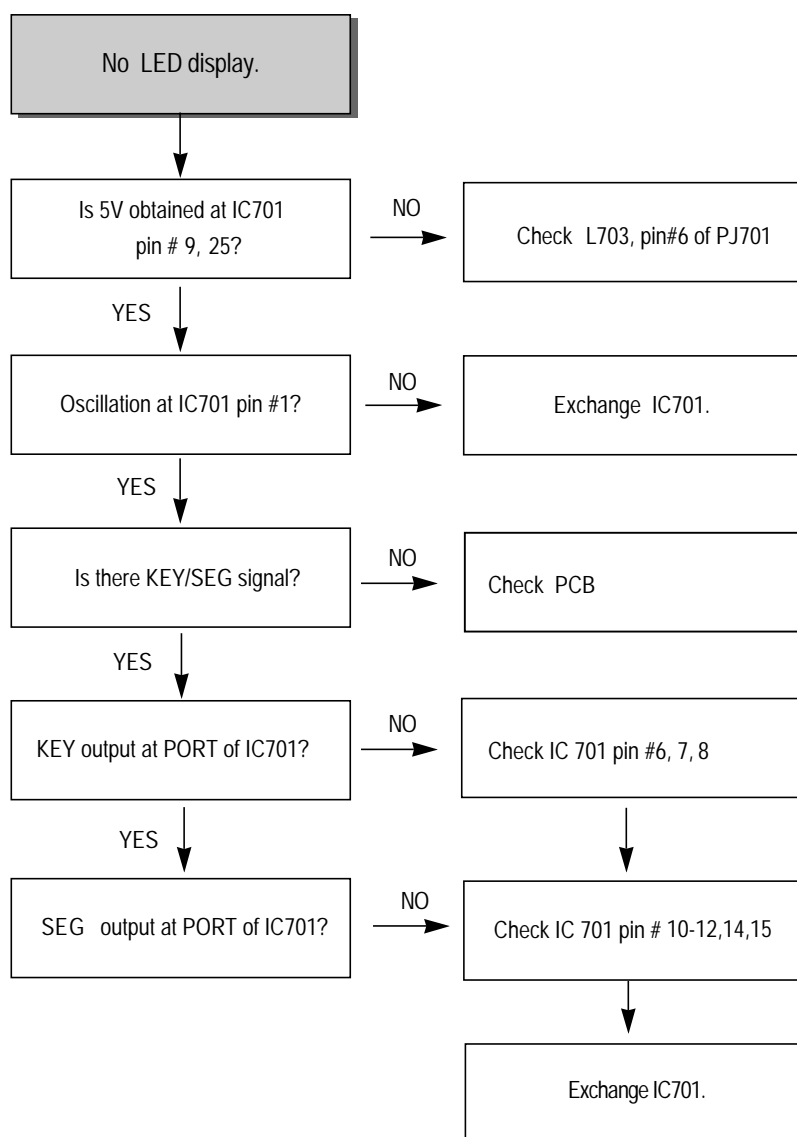 No LED display.
Is 5V obtained at IC701
pin # 9, 25?
NO
Check L703, pin#6 of PJ701
YES
Oscillation at IC701 pin #1?
NO
Exchange IC701.
YES
Is there KEY/SEG signal?
NO
Check PCB
YES
KEY output at PORT of IC701?
NO
Check IC 701 pin #6, 7, 8
YES
SEG output at PORT of IC701?
NO
Check IC 701 pin # 10-12,14,15
Exchange IC701.